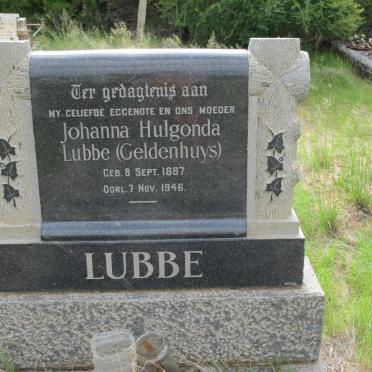 Ter gedagtenis aan
MY GELIEFDE EGGENOTE EN ONS MOEDER
Johanna Hulgonda
Lubbe (Geldenhuys)
GEB. 8 SEPT. 1887
OORL. 7 NOV. 1946.
LUBBE